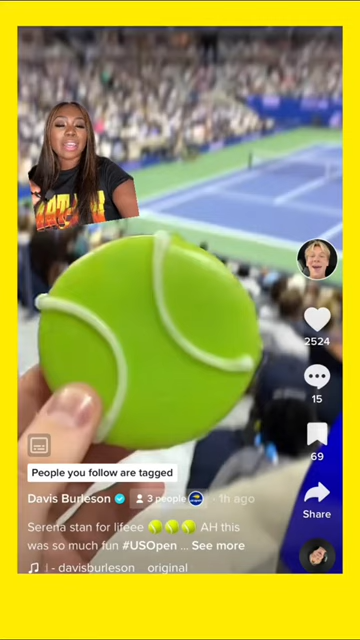 2524
15
69
Share
People you follow are tagged
Davis Burleson 3 people · 1h ago
Serena stan for lifeee 🎾🎾🎾 AH this
was so much fun #USOpen ... See more
- davisburleson original